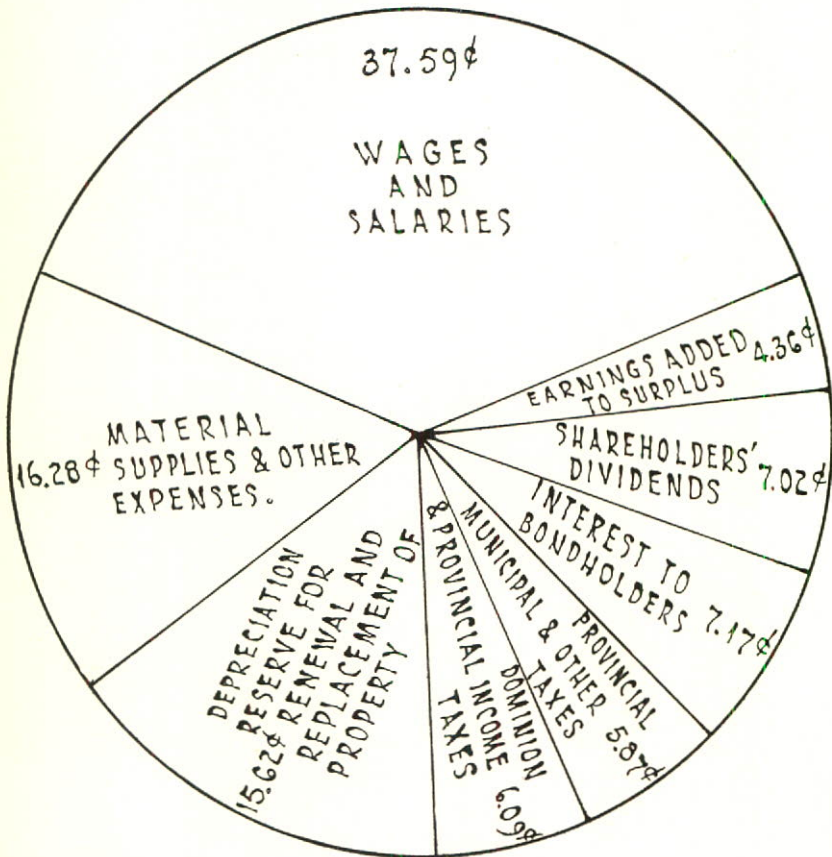 37.59¢
WAGES
AND
SALARIES
EARNINGS ADDED 4.36¢
TO SURPLUS
SHAREHOLDERS'
DIVIDENDS 7.02¢
INTEREST TO
BONDHOLDERS 7.17¢
PROVINCIAL
MUNICIPAL & OTHER 5.87¢
TAXES
DOMINION
& PROVINCIAL INCOME 6.09¢
TAXES
DEPRECIATION
RESERVE FOR
15.62¢ RENEWAL AND
REPLACEMENT OF
PROPERTY
MATERIAL
16.28¢ SUPPLIES & OTHER
EXPENSES.